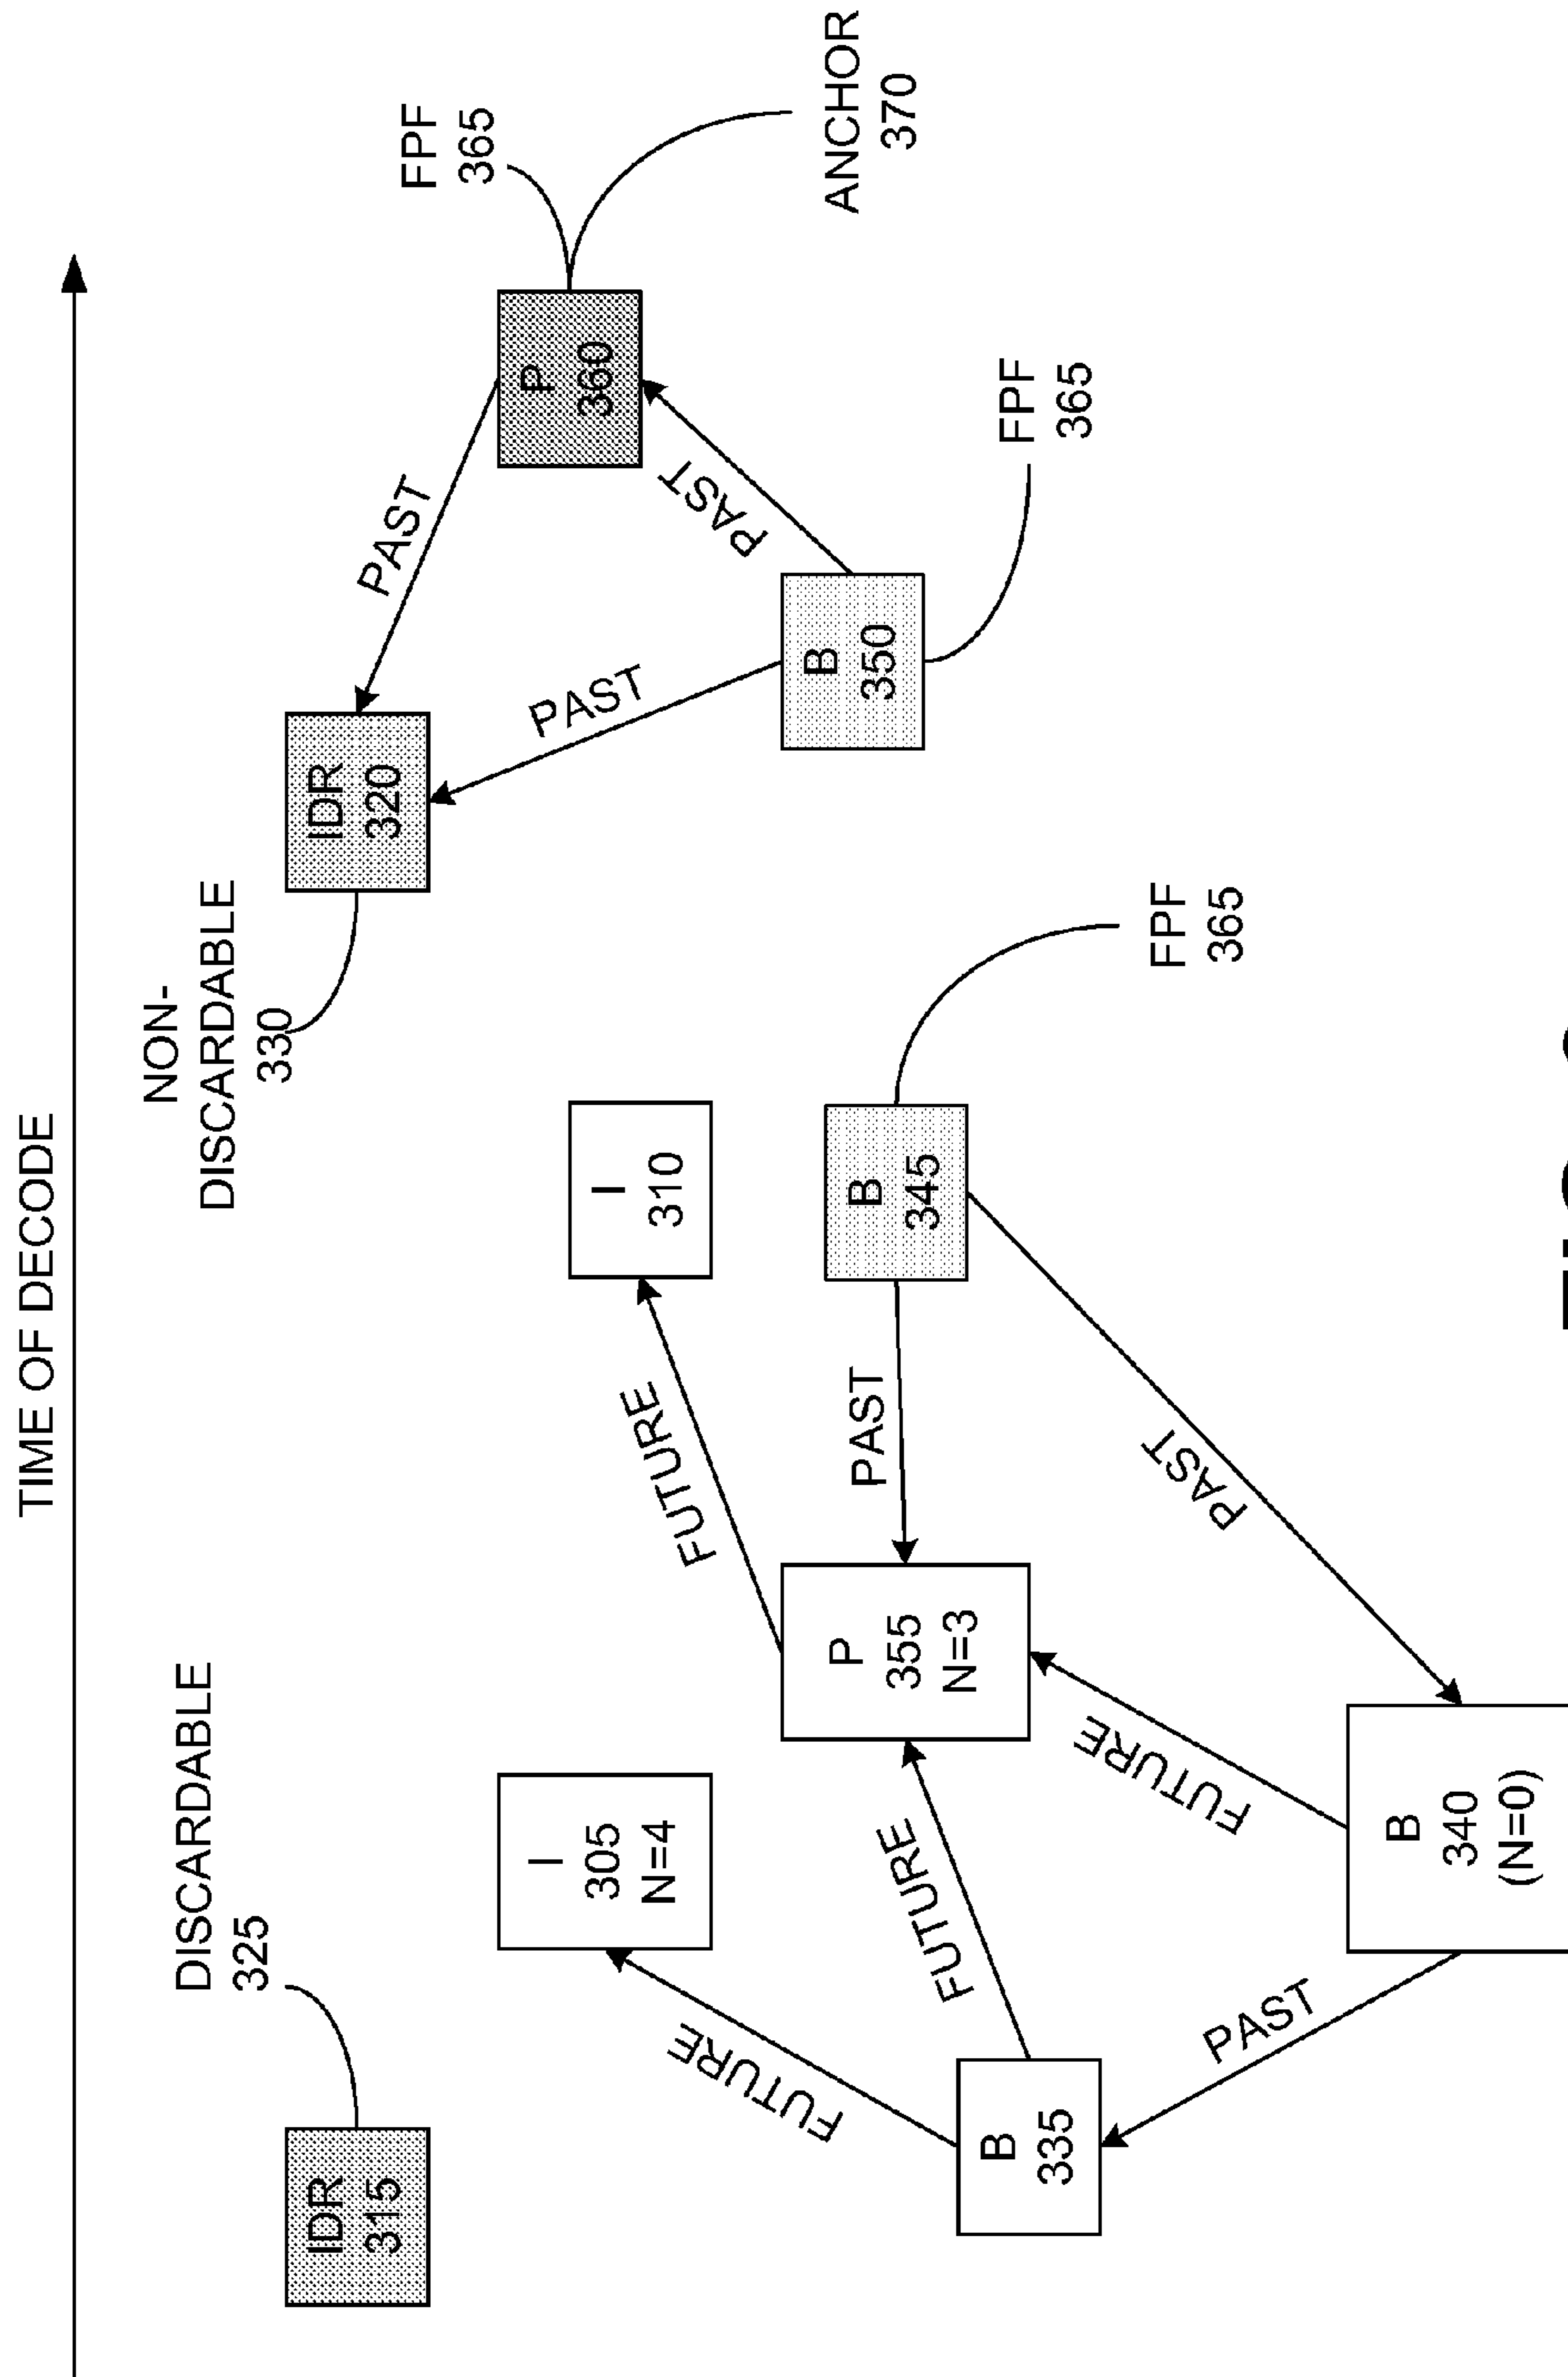 TIME OF DECODE
DISCARDABLE
325
NON-
DISCARDABLE
330
IDR
315
IDR
320
PAST
FPF
365
I
305
N=4
FUTURE
I
310
P
360
ANCHOR
370
FUTURE
FUTURE
P
355
N=3
PAST
B
345
PAST
PAST
B
350
B
335
FUTURE
PAST
FPF
365
FPF
365
PAST
B
340
(N=0)